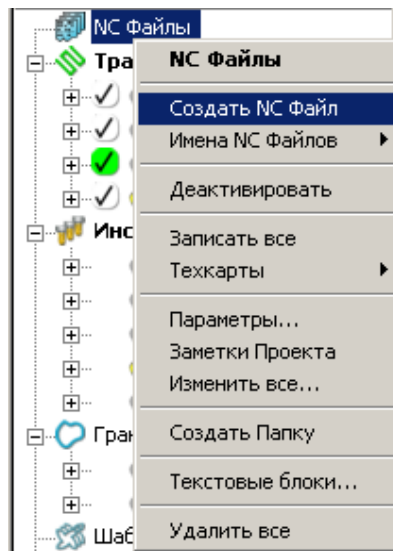 NC Файлы
Тра
NC Файлы
Создать NC Файл
Имена NC Файлов
Деактивировать
Инс
Записать все
Техкарты
Параметры...
Заметки Проекта
Изменить все...
Гран
Создать Папку
Текстовые блоки...
Шаб
Удалить все